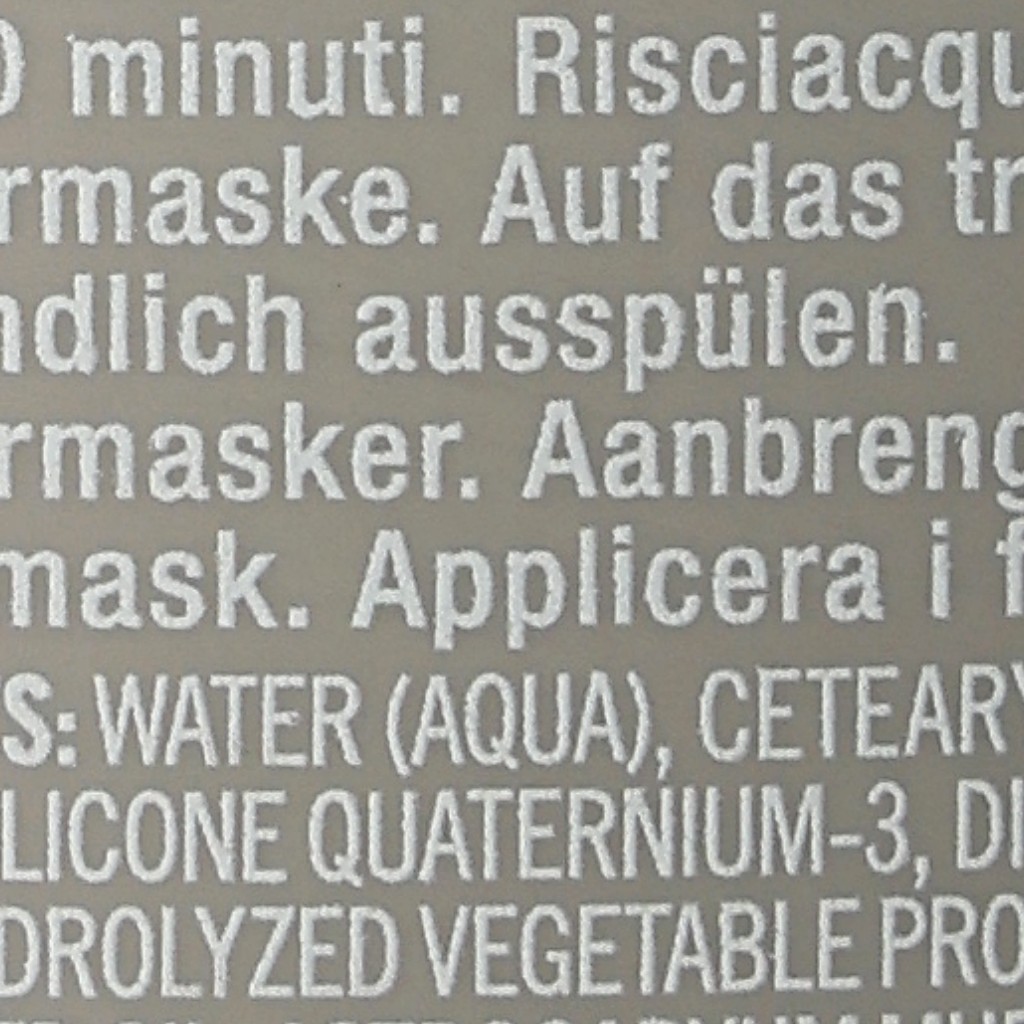 0 minuti. Risciacqu
rmaske. Auf das tr
ndlich ausspülen.
rmasker. Aanbreng
mask. Applicera i f
S: WATER (AQUA), CETEARY
LICONE QUATERNIUM-3, DI
DROLYZED VEGETABLE PRO